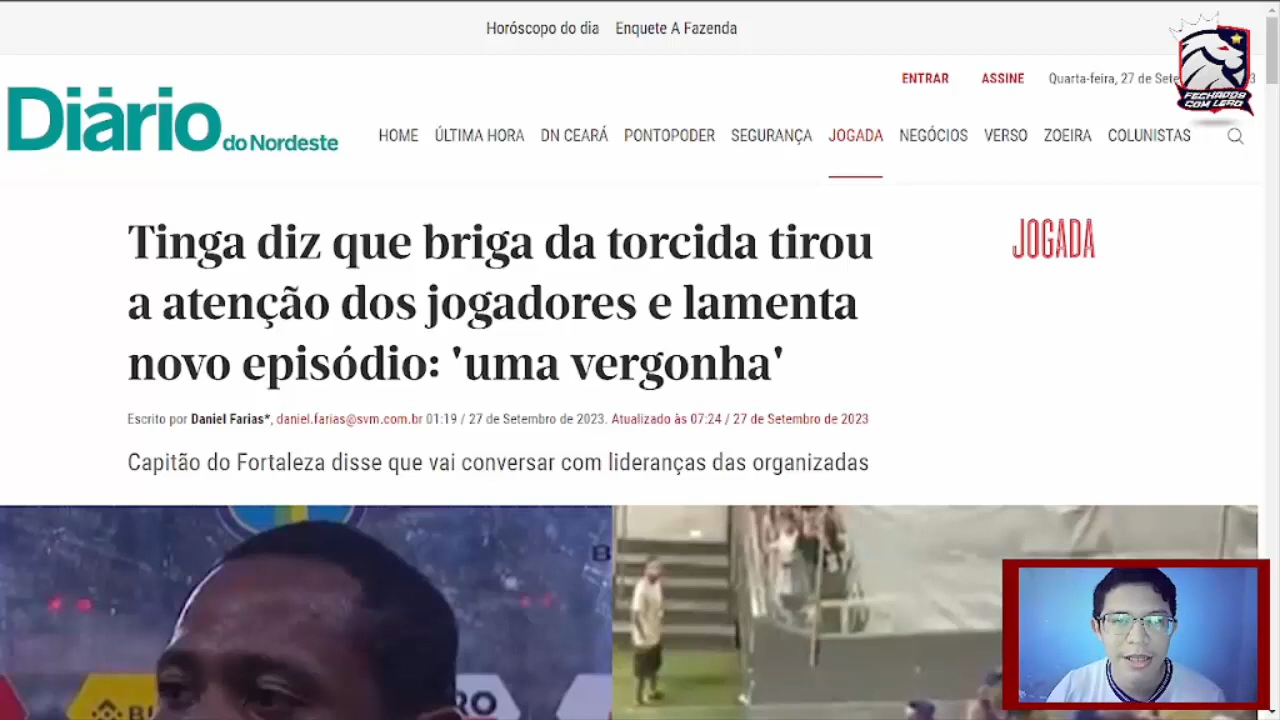 Horóscopo do dia Enquete A Fazenda
FECHADOS
COM LEÃO
ENTRAR ASSINE Quarta-feira, 27 de Sete
Diário do Nordeste
HOME ÚLTIMA HORA DN CEARÁ PONTOPODER SEGURANÇA JOGADA NEGÓCIOS VERSO ZOEIRA COLUNISTAS
Tinga diz que briga da torcida tirou
a atenção dos jogadores e lamenta
novo episódio: 'uma vergonha'
JOGADA
Escrito por Daniel Farias*, daniel.farias@svm.com.br 01:19 / 27 de Setembro de 2023. Atualizado às 07:24 / 27 de Setembro de 2023
Capitão do Fortaleza disse que vai conversar com lideranças das organizadas